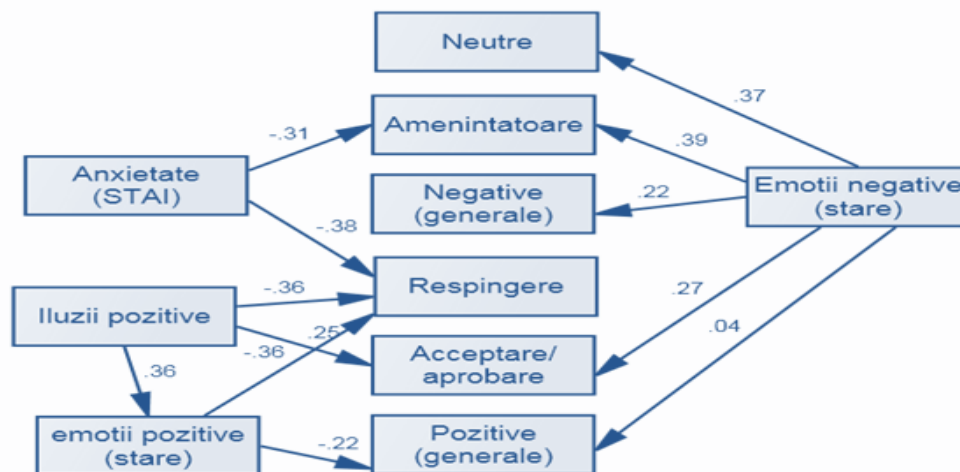 Neutre
.37
-.31
Amenintatoare
.39
Anxietate
(STAI)
Negative
(generale)
.22
Emotii negative
(stare)
-.38
Respingere
-.36
Iluzii pozitive
.25
.27
-.36
.04
Acceptare/
aprobare
.36
emotii pozitive
(stare)
-.22
Pozitive
(generale)